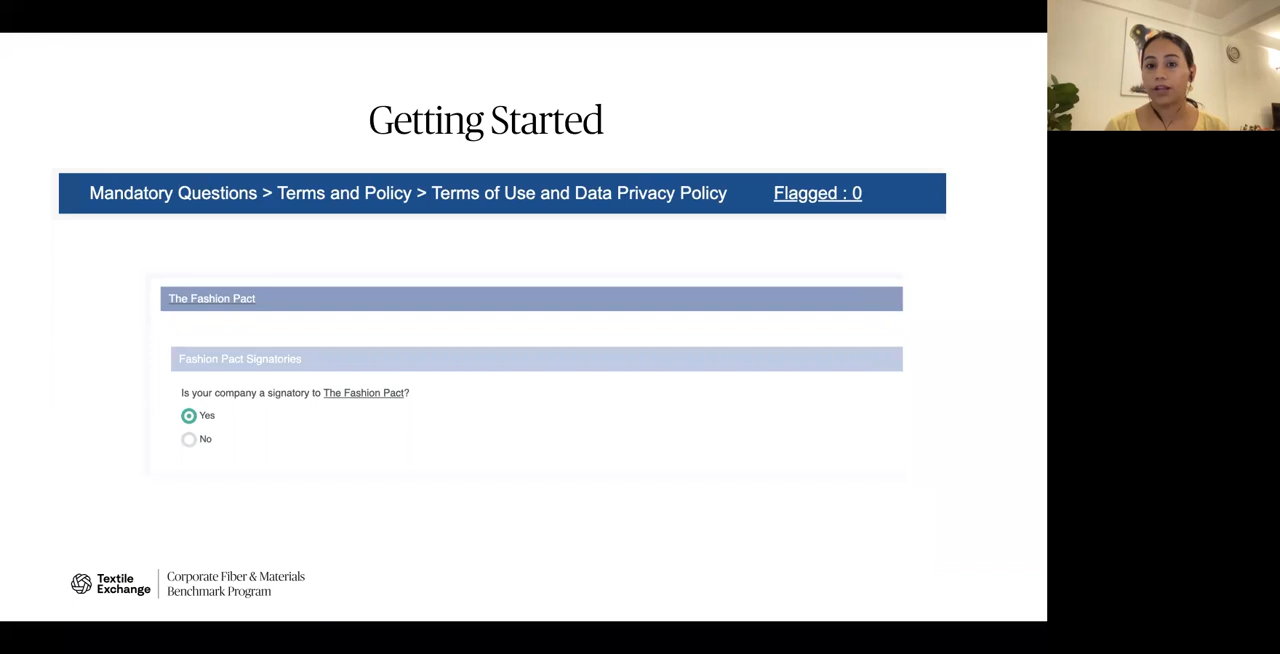 Getting Started
Mandatory Questions > Terms and Policy > Terms of Use and Data Privacy Policy Flagged : 0
The Fashion Pact
Fashion Pact Signatories
Is your company a signatory to The Fashion Pact?
Yes
No
Textile
Exchange
Corporate Fiber & Materials
Benchmark Program